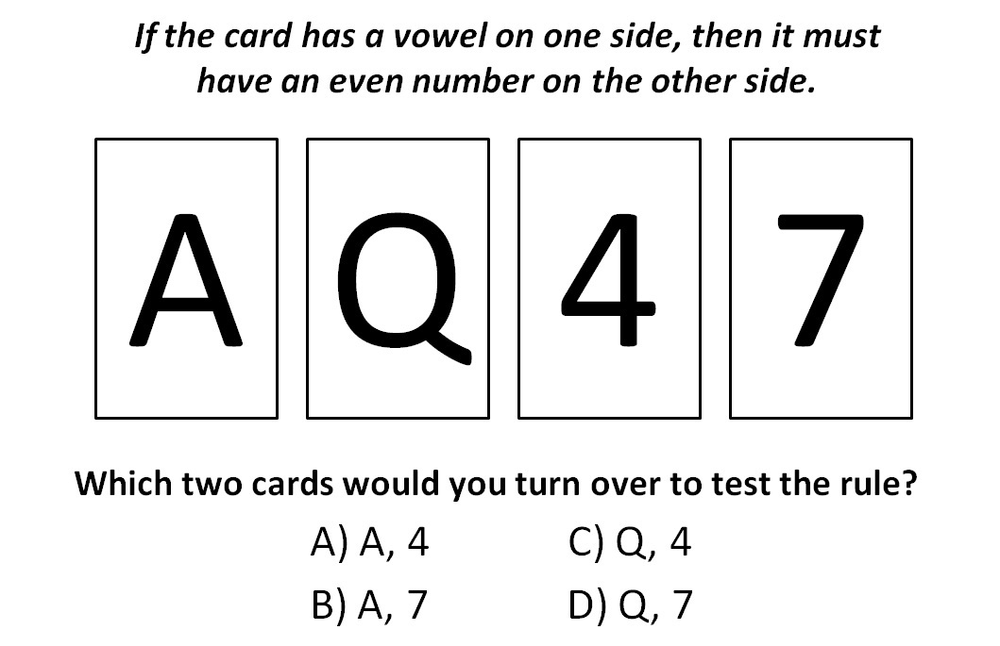 If the card has a vowel on one side, then it must
have an even number on the other side.
A Q 4 7
Which two cards would you turn over to test the rule?
A) A, 4 C) Q, 4
B) A, 7 D) Q, 7